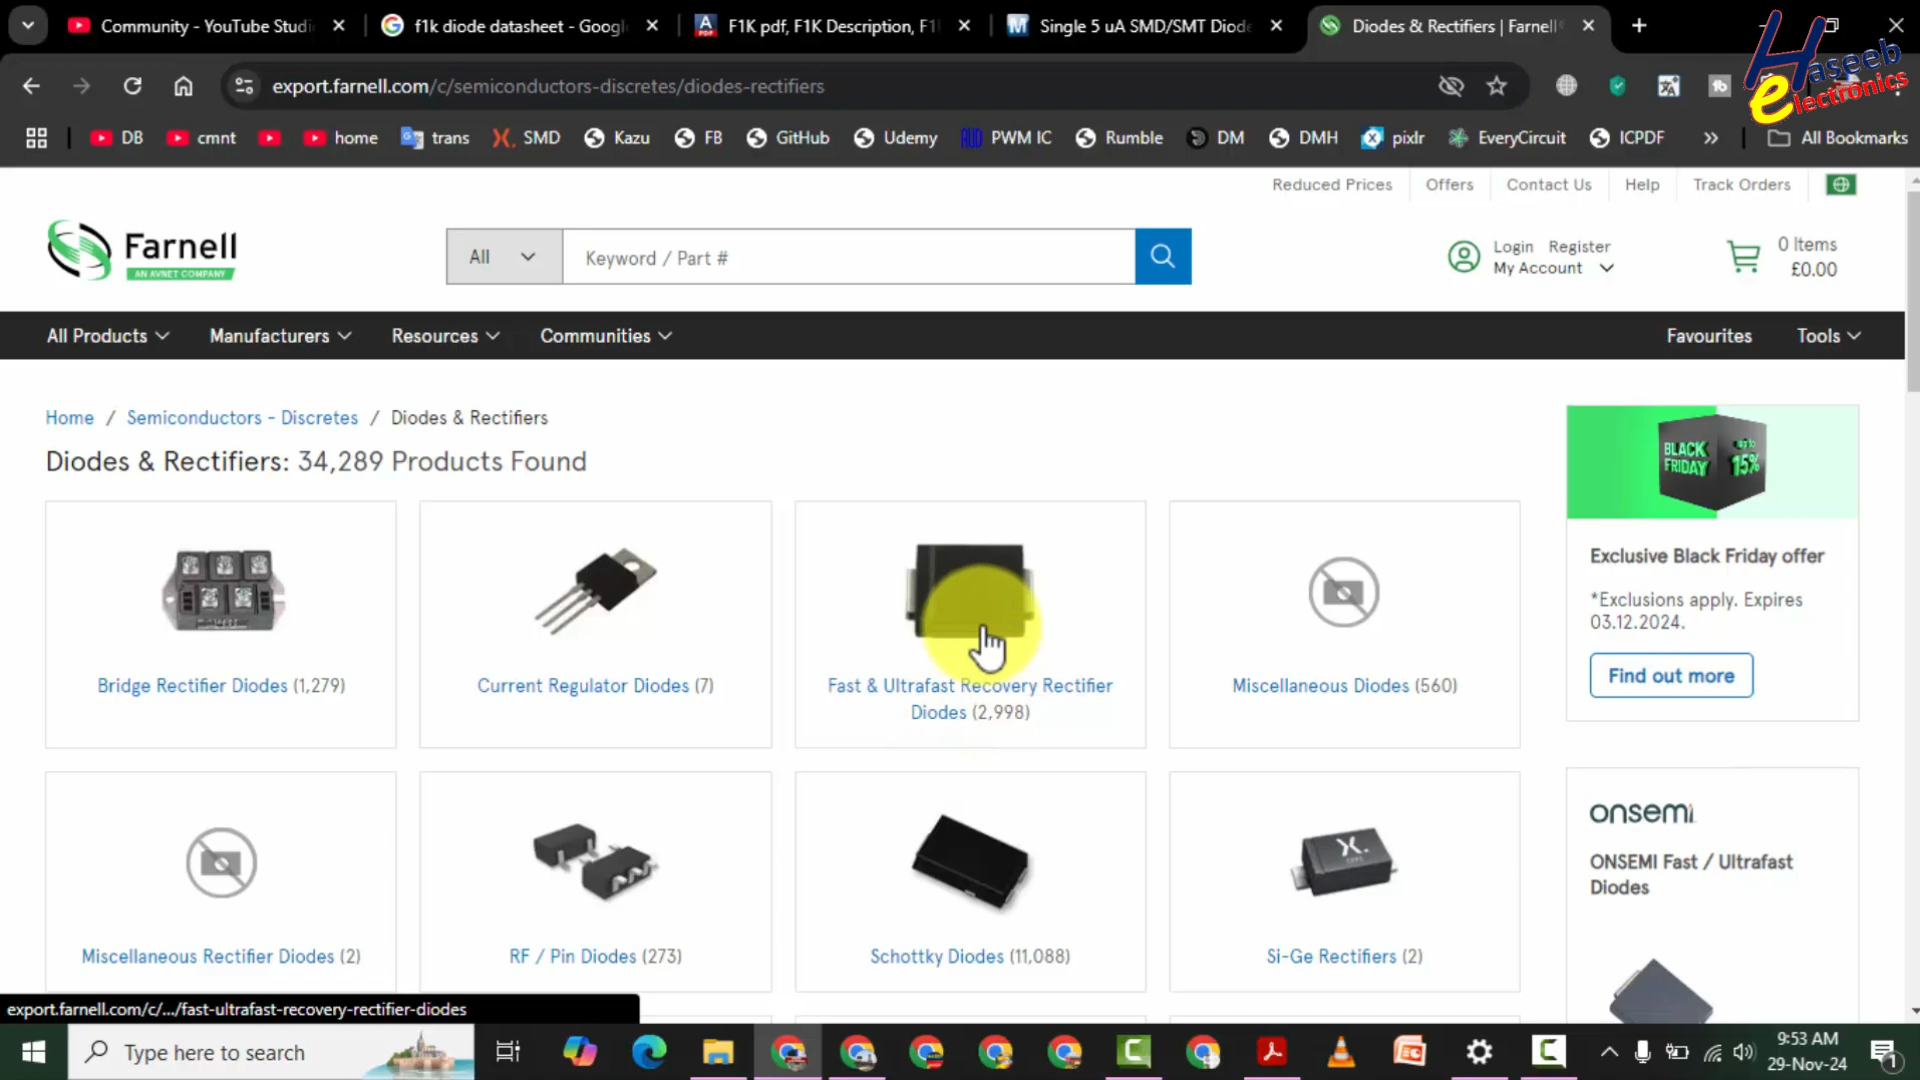 Community - YouTube Studi
f1k diode datasheet - Googl
F1K pdf, F1K Description, F1
Single 5 uA SMD/SMT Diode
Diodes & Rectifiers | Farnell
Haseeb
electronics
export.farnell.com/c/semiconductors-discretes/diodes-rectifiers
DB
cmnt
home
trans
SMD
Kazu
FB
GitHub
Udemy
PWM IC
Rumble
DM
DMH
pixlr
EveryCircuit
ICPDF
All Bookmarks
Reduced Prices
Offers
Contact Us
Help
Track Orders
Farnell
AN AVNET COMPANY
All
Keyword / Part #
Login Register
My Account
0 Items
£0.00
All Products
Manufacturers
Resources
Communities
Favourites
Tools
Home / Semiconductors - Discretes / Diodes & Rectifiers
Diodes & Rectifiers: 34,289 Products Found
BLACK
FRIDAY
up to
15%
Exclusive Black Friday offer
*Exclusions apply. Expires
03.12.2024.
Find out more
Bridge Rectifier Diodes (1,279)
Current Regulator Diodes (7)
Fast & Ultrafast Recovery Rectifier
Diodes (2,998)
Miscellaneous Diodes (560)
Miscellaneous Rectifier Diodes (2)
RF / Pin Diodes (273)
Schottky Diodes (11,088)
Si-Ge Rectifiers (2)
onsemi
ONSEMI Fast / Ultrafast
Diodes
export.farnell.com/c/.../fast-ultrafast-recovery-rectifier-diodes
Type here to search
9:53 AM
29-Nov-24
1